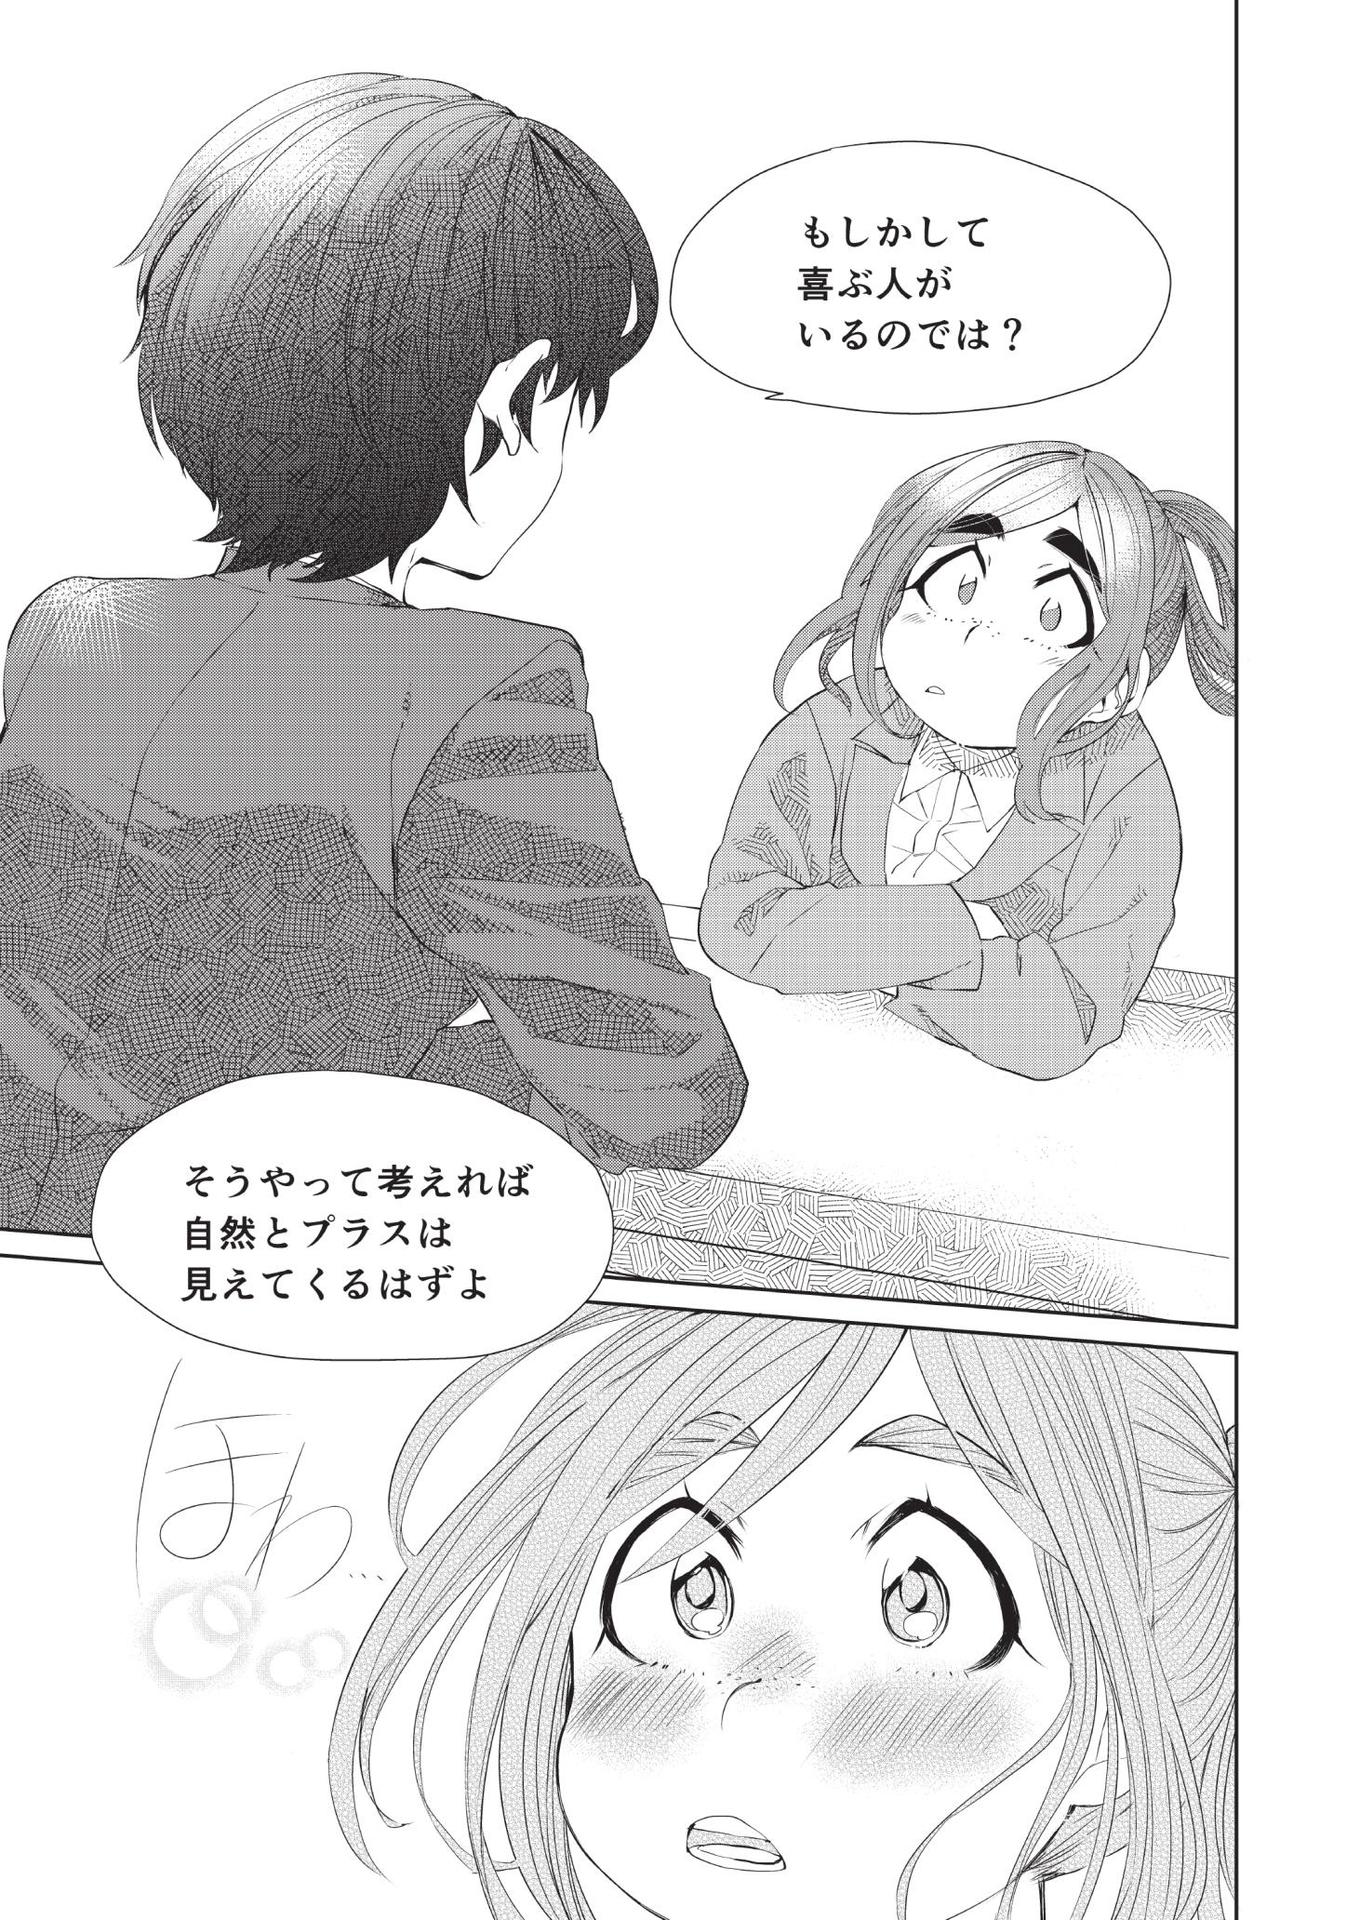 もしかして
喜ぶ人が
いるのでは？
そうやって考えれば
自然とプラスは
見えてくるはずよ
ほわ…